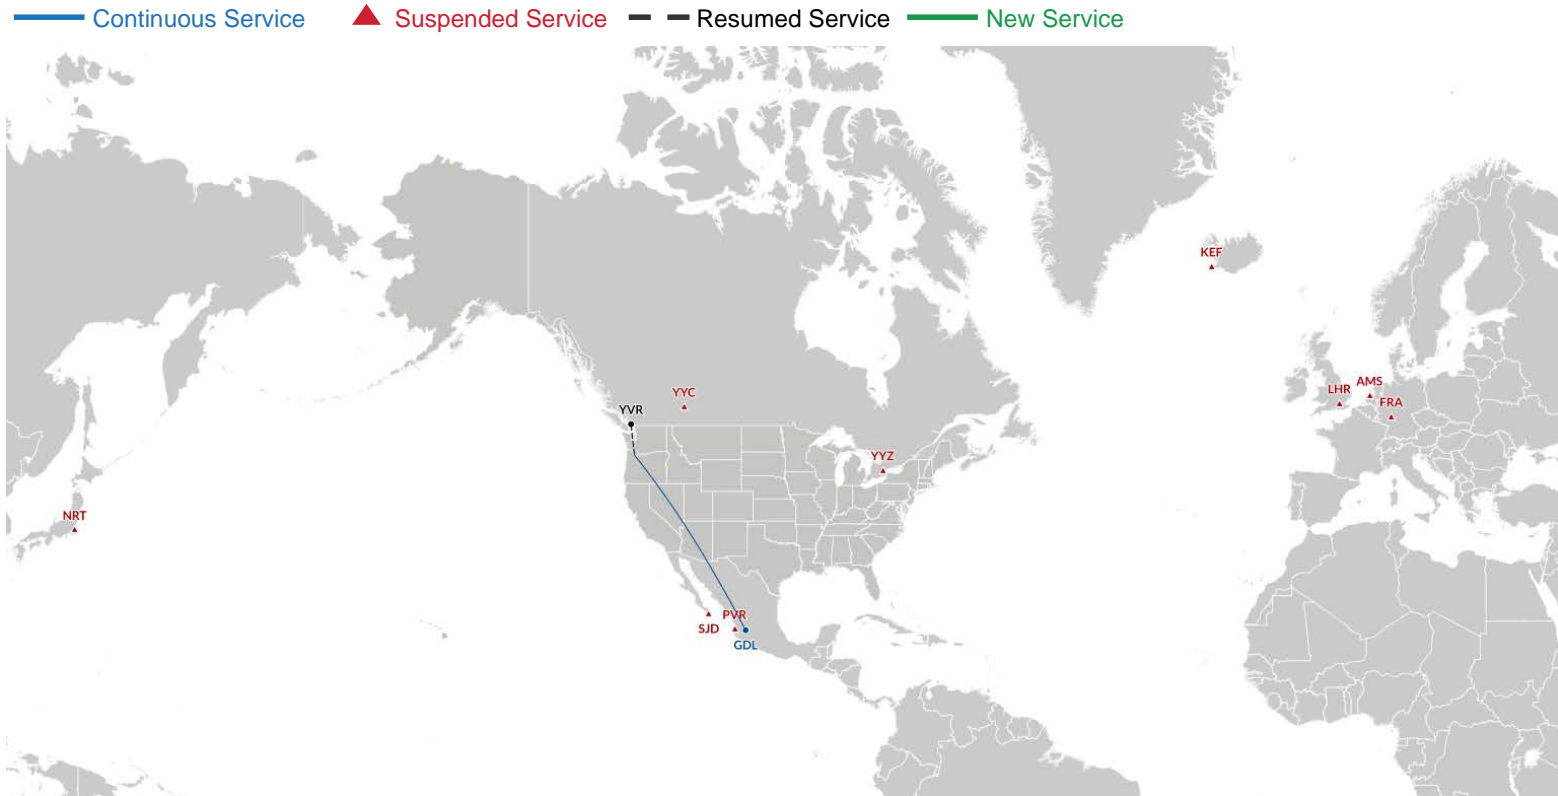 Continuous Service Suspended Service Resumed Service New Service
KEF
AMS
LHR
FRA
YYC
YVR
YYZ
NRT
PVR
SJD
GDL